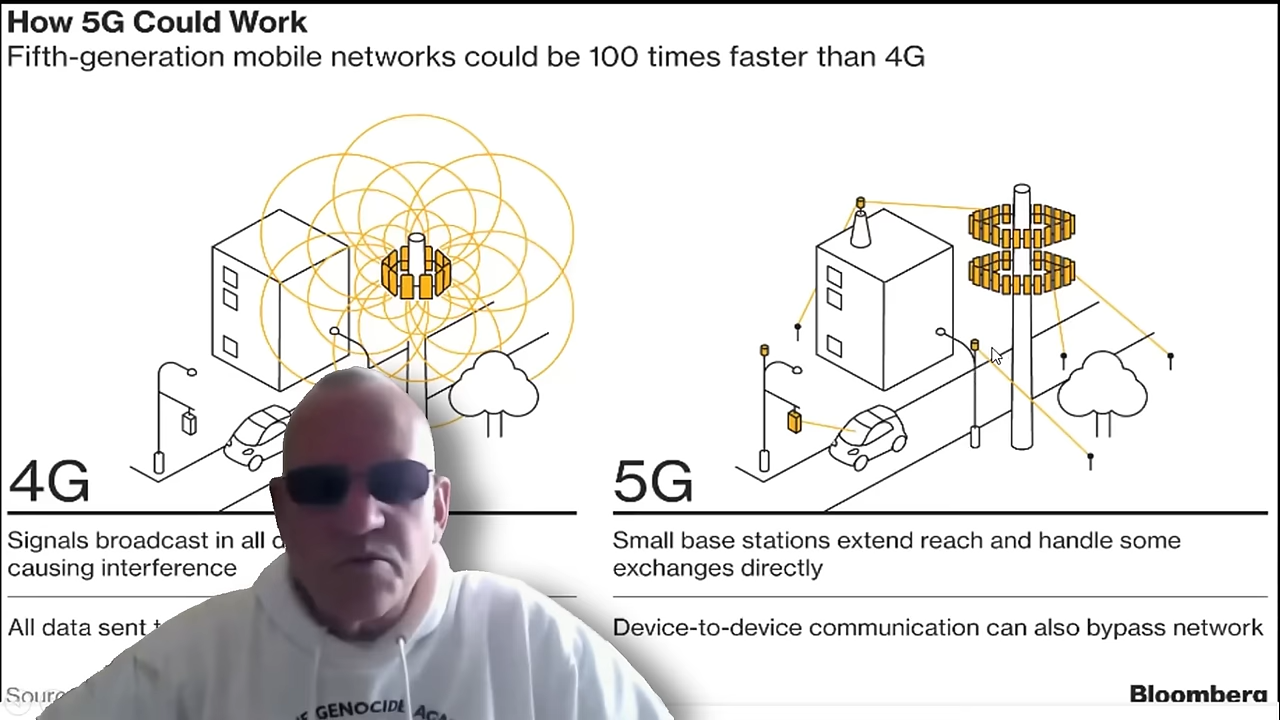 How 5G Could Work
Fifth-generation mobile networks could be 100 times faster than 4G
4G
Signals broadcast in all
causing interference
All data sent
5G
Small base stations extend reach and handle some
exchanges directly
Device-to-device communication can also bypass network
Bloomberg
GENOCIDE